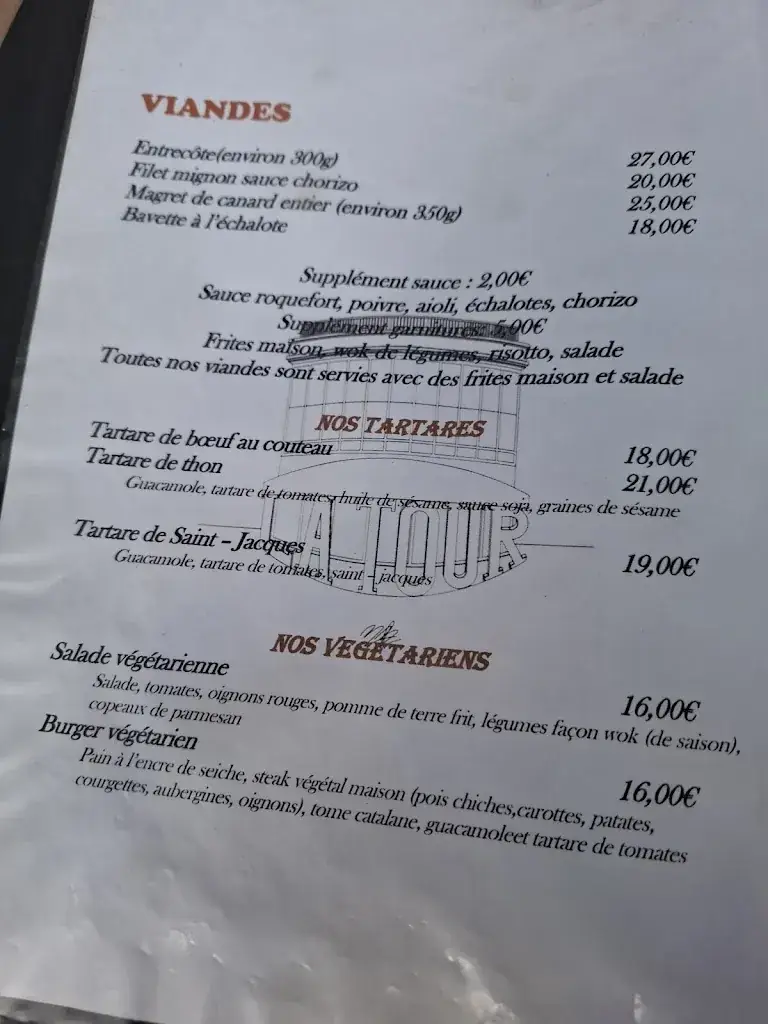 VIANDES
Entrecôte(environ 300g) 27,00€
Filet mignon sauce chorizo 20,00€
Magret de canard entier (environ 350g) 25,00€
Bavette à l'échalote 18,00€
Supplément sauce : 2,00€
Sauce roquefort, poivre, aioli, échalotes, chorizo
Supplément garnitures: 5,00€
Frites maison, wok de légumes, risotto, salade
Toutes nos viandes sont servies avec des frites maison et salade
NOS TARTARES
Tartare de bœuf au couteau 18,00€
Tartare de thon 21,00€
Guacamole, tartare de tomates, huile de sésame, sauce soja, graines de sésame
Tartare de Saint - Jacques 19,00€
Guacamole, tartare de tomates, saint - jacques
LA TOUR
NOS VEGETARIENS
Salade végétarienne 16,00€
Salade, tomates, oignons rouges, pomme de terre frit, légumes façon wok (de saison),
copeaux de parmesan
Burger végétarien 16,00€
Pain à l'encre de seiche, steak végétal maison (pois chiches,carottes, patates,
courgettes, aubergines, oignons), tome catalane, guacamoleet tartare de tomates